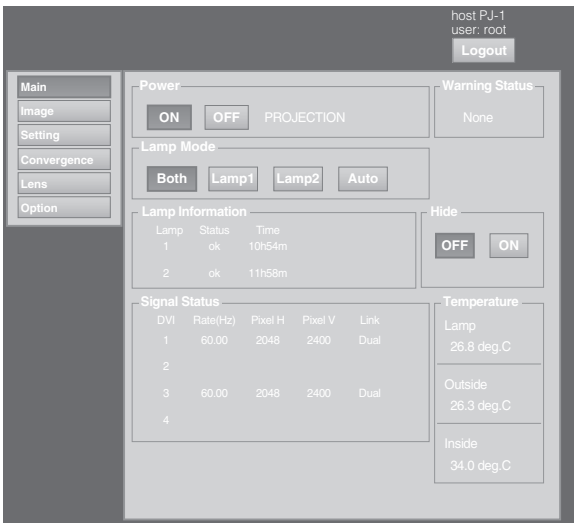 host PJ-1
user: root
Logout
Main
Image
Setting
Convergence
Lens
Option
Power
ON OFF PROJECTION
Warning Status
None
Lamp Mode
Both Lamp1 Lamp2 Auto
Lamp Information
Lamp Status Time
1 ok 10h54m
2 ok 11h58m
Hide
OFF ON
Signal Status
DVI Rate(Hz) Pixel H Pixel V Link
1 60.00 2048 2400 Dual
2
3 60.00 2048 2400 Dual
4
Temperature
Lamp
26.8 deg.C
Outside
26.3 deg.C
Inside
34.0 deg.C